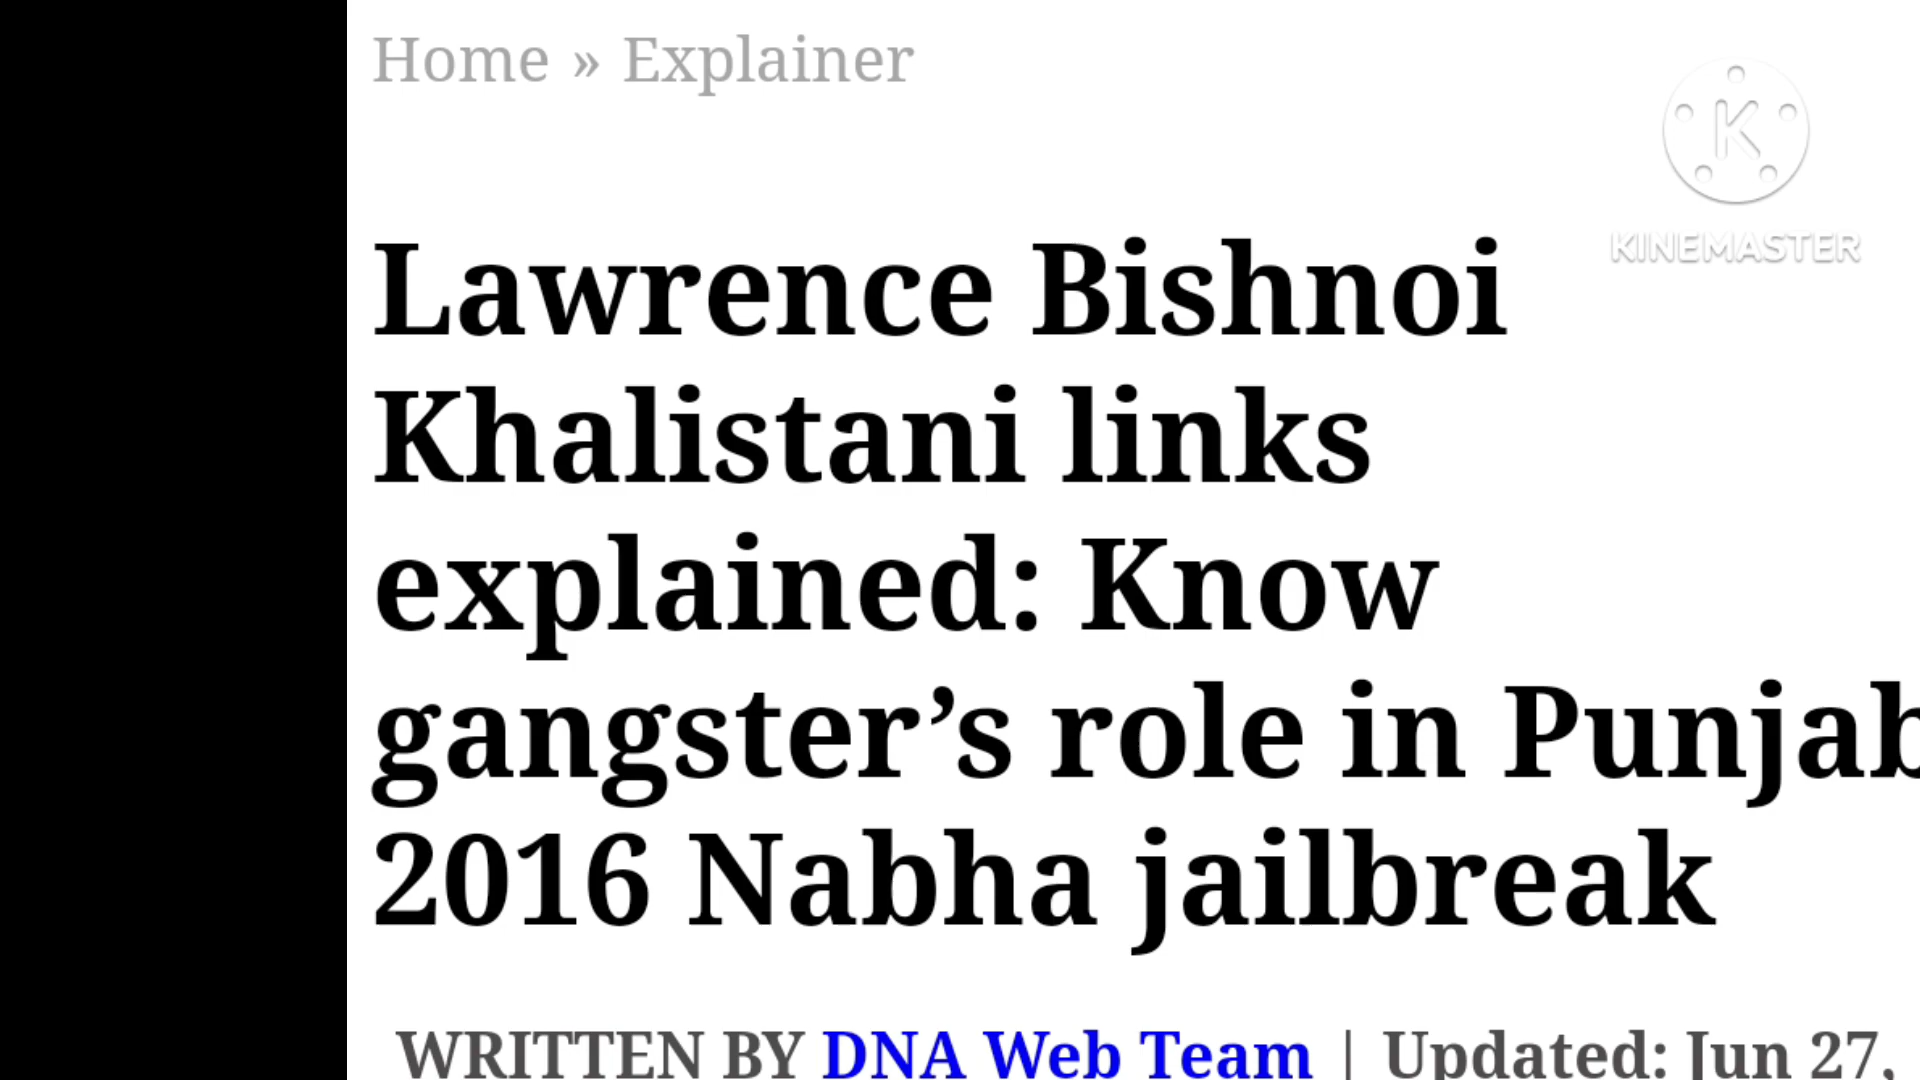 Home » Explainer
K
KINEMASTER
Lawrence Bishnoi
Khalistani links
explained: Know
gangster’s role in Punjab
2016 Nabha jailbreak
WRITTEN BY DNA Web Team | Updated: Jun 27,